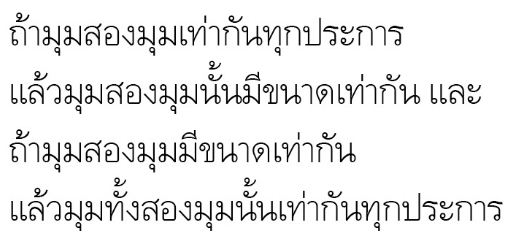 ถ้ามุมสองมุมเท่ากันทุกประการ
แล้วมุมสองมุมนั้นมีขนาดเท่ากัน และ
ถ้ามุมสองมุมมีขนาดเท่ากัน
แล้วมุมทั้งสองมุมนั้นเท่ากันทุกประการ